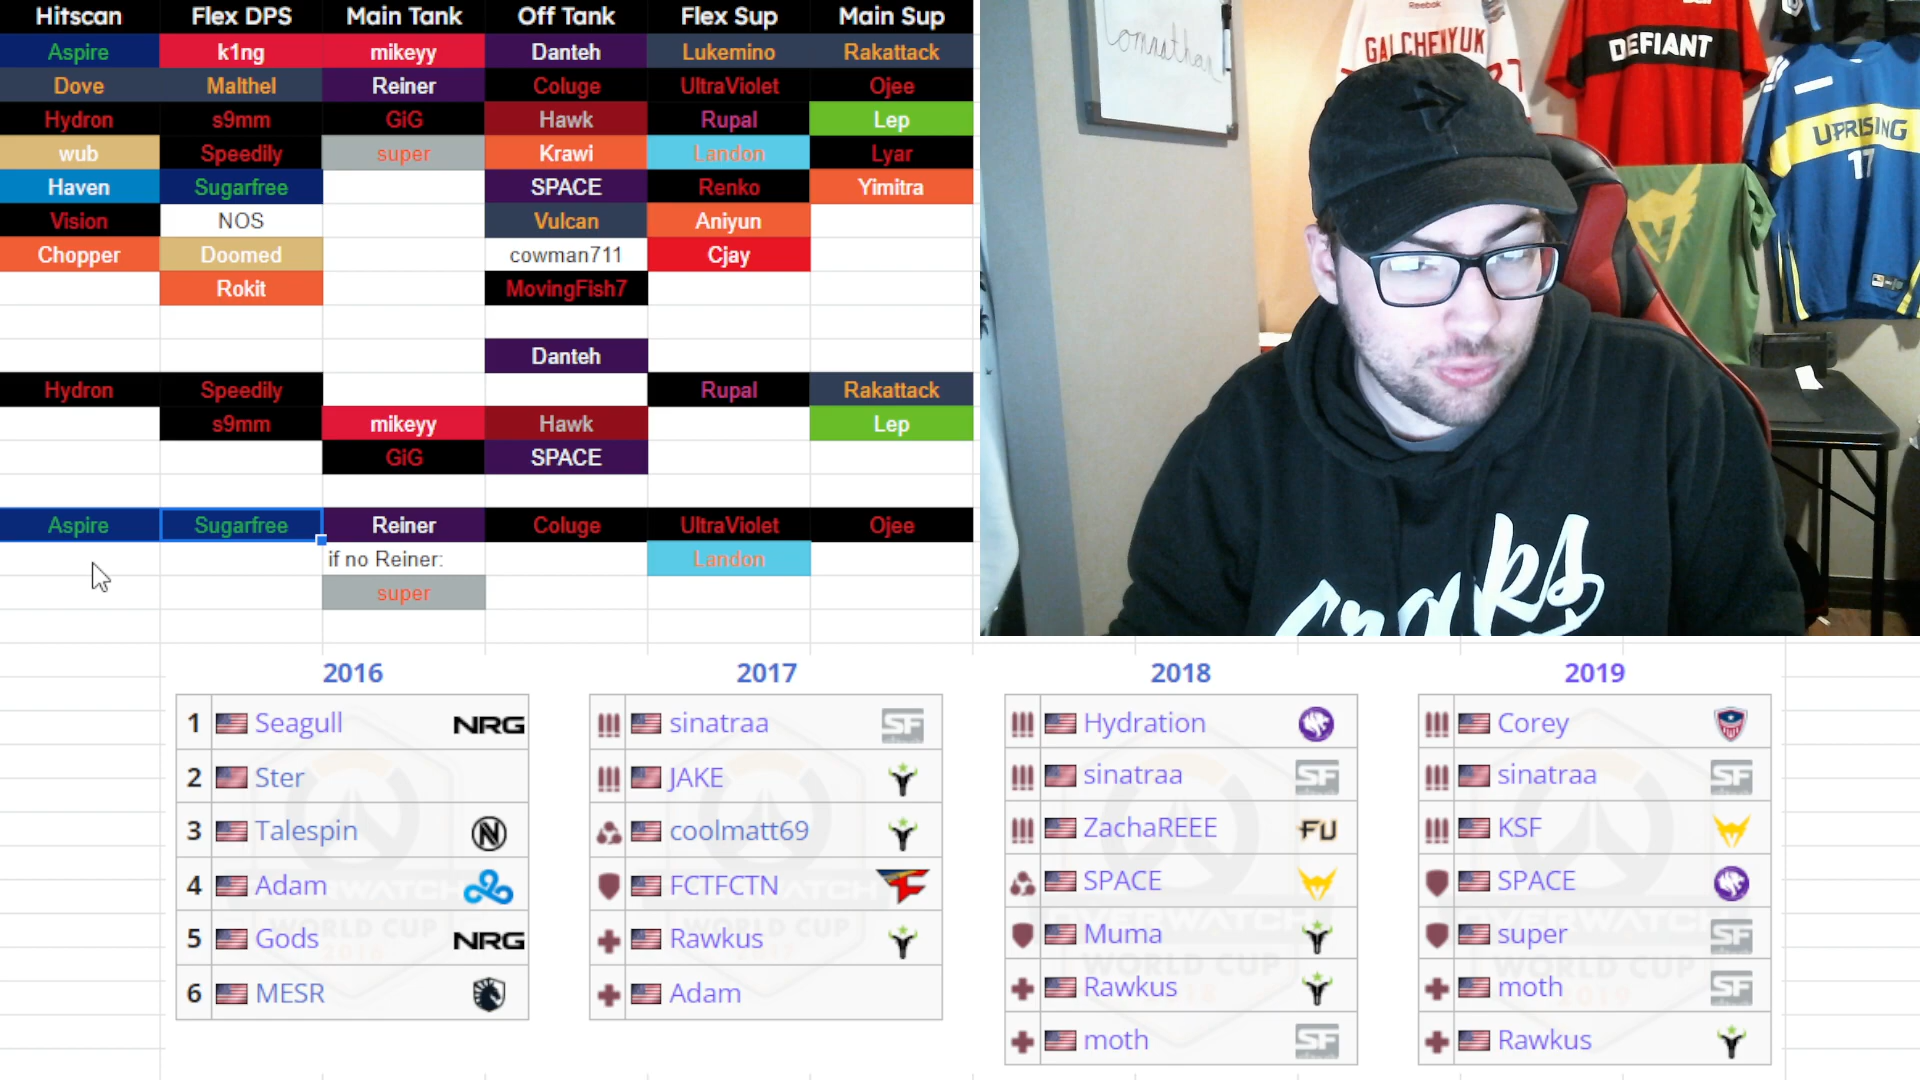 Hitscan Flex DPS Main Tank Off Tank Flex Sup Main Sup
Aspire k1ng mikeyy Danteh Lukemino Rakattack
Dove Malthel Reiner Coluge UltraViolet Ojee
Hydron s9mm GiG Hawk Rupal Lep
wub Speedily super Krawi Landon Lyar
Haven Sugarfree SPACE Renko Yimitra
Vision NOS Vulcan Aniyun
Chopper Doomed cowman711 Cjay
Rokit MovingFish7
Danteh
Hydron Speedily Rupal Rakattack
s9mm mikeyy Hawk Lep
GiG SPACE
Aspire Sugarfree Reiner Coluge UltraViolet Ojee
if no Reiner: Landon
super
Reebok
GALCHENYUK
27
DEFIANT
UPRISING
17
2016
1 Seagull NRG
2 Ster
3 Talespin
4 Adam
5 Gods NRG
6 MESR
2017
sinatraa SF
JAKE
coolmatt69
FCTFCTN
Rawkus
Adam
2018
Hydration
sinatraa SF
ZachaREEE FU
SPACE
Muma
Rawkus
moth SF
2019
Corey
sinatraa SF
KSF
SPACE
super SF
moth SF
Rawkus
OVERWATCH
WORLD CUP